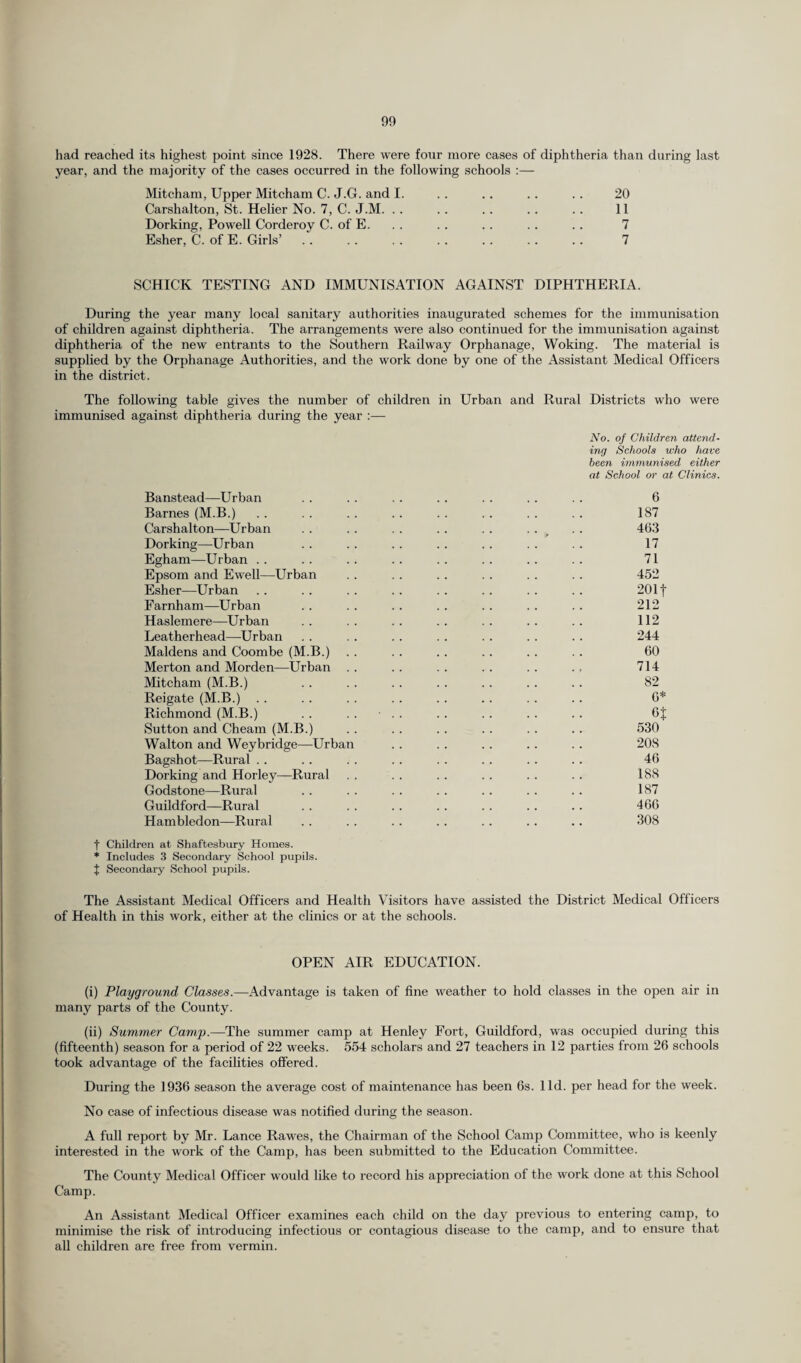 99
had reached its highest point since 1928. There were four more cases of diphtheria than during last
year, and the majority of the cases occurred in the following schools :—
Mitcham, Upper Mitcham C. J.G. and I. .. .. .. .. 20
Carshalton, St. Helier No. 7, C. J.M. .. .. .. .. .. 11
Dorking, Powell Corderoy C. of E. .. .. .. .. .. 7
Esher, C. of E. Girls’ .. .. .. .. .. .. .. 7
SCHICK TESTING AND IMMUNISATION AGAINST DIPHTHERIA.
During the year many local sanitary authorities inaugurated schemes for the immunisation
of children against diphtheria. The arrangements were also continued for the immunisation against
diphtheria of the new entrants to the Southern Railway Orphanage, Woking. The material is
supplied by the Orphanage Authorities, and the work done by one of the Assistant Medical Officers
in the district.
The following table gives the number of children in Urban and Rural Districts who were
immunised against diphtheria during the year :—
No. of Children attend-
ing Schools who have
been immunised either
at School or at Clinics.
Banstead—Urban .. .. .. .. .. .. .. 6
Barnes (M.B.) .. .. .. .. .. .. .. .. 187
Carshalton—Urban .. .. .. .. .. .. .. 463
Dorking—Urban .. .. .. .. .. .. .. 17
Egham—Urban .. .. .. .. .. .. .. .. 71
Epsom and Ewell—Urban .. .. .. .. .. .. 452
Esher—Urban .. .. .. .. .. .. .. .. 201†
Farnham—Urban .. .. .. .. .. .. .. 212
Haslemere—Urban .. .. .. .. .. .. .. 112
Leatherhead—Urban .. .. .. .. .. .. .. 244
Maldens and Coombe (M.B.) .. .. .. .. .. .. 60
Merton and Morden—Urban .. .. .. .. .. .. 714
Mitcham (M.B.) .. .. .. .. .. .. .. 82
Reigate (M.B.) .. .. .. .. .. .. .. .. 6*
Richmond (M.B.) .. .. .. .. .. .. .. 6‡
Sutton and Cheam (M.B.) .. .. .. .. .. .. 530
Walton and Weybridge—Urban .. .. .. .. .. 208
Bagshot—Rural .. .. .. .. .. .. .. .. 46
Dorking and Horley—Rural .. .. .. .. .. .. 188
Godstone—Rural .. .. .. .. .. .. .. 187
Guildford—Rural .. .. .. .. .. .. .. 466
Hambledon—Rural .. .. .. .. .. .. .. 308
† Children at Shaftesbury Homes.
* Includes 3 Secondary School pupils.
‡ Secondary School pupils.
The Assistant Medical Officers and Health Visitors have assisted the District Medical Officers
of Health in this work, either at the clinics or at the schools.
OPEN AIR EDUCATION.
(i) Playground Classes.—Advantage is taken of fine weather to hold classes in the open air in
many parts of the County.
(ii) Summer Camp.—The summer camp at Henley Fort, Guildford, was occupied during this
(fifteenth) season for a period of 22 weeks. 554 scholars and 27 teachers in 12 parties from 26 schools
took advantage of the facilities offered.
During the 1936 season the average cost of maintenance has been 6s. 11d. per head for the week.
No case of infectious disease was notified during the season.
A full report by Mr. Lance Rawes, the Chairman of the School Camp Committee, who is keenly
interested in the work of the Camp, has been submitted to the Education Committee.
The County Medical Officer would like to record his appreciation of the work done at this School
Camp.
An Assistant Medical Officer examines each child on the day previous to entering camp, to
minimise the risk of introducing infectious or contagious disease to the camp, and to ensure that
all children are free from vermin.